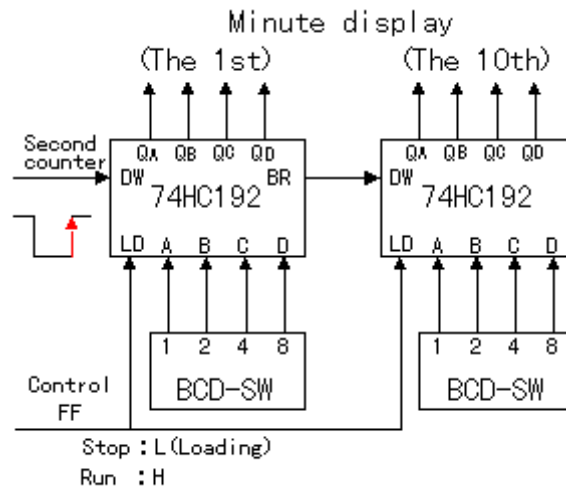 Minute display
(The 1st) (The 10th)
QA QB QC QD QA QB QC QD
Second
counter
DW BR DW
74HC192 74HC192
LD A B C D LD A B C D
1 2 4 8 1 2 4 8
BCD-SW BCD-SW
Control
FF
Stop : L(Loading)
Run : H